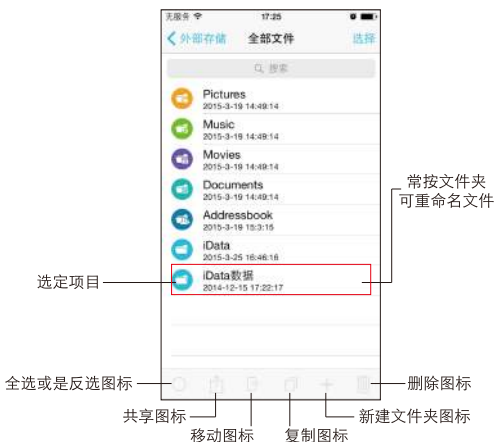 无服务 17:25
外部存储 全部文件 选择
搜索
Pictures
2015-3-19 14:49:14
Music
2015-3-19 14:49:14
Movies
2015-3-19 14:49:14
Documents
2015-3-19 14:49:14
Addressbook
2015-3-19 15:3:15
iData
2015-3-25 16:46:16
iData数据
2014-12-15 17:22:17
常按文件夹
可重命名文件
选定项目
全选或是反选图标
删除图标
共享图标
新建文件夹图标
移动图标
复制图标